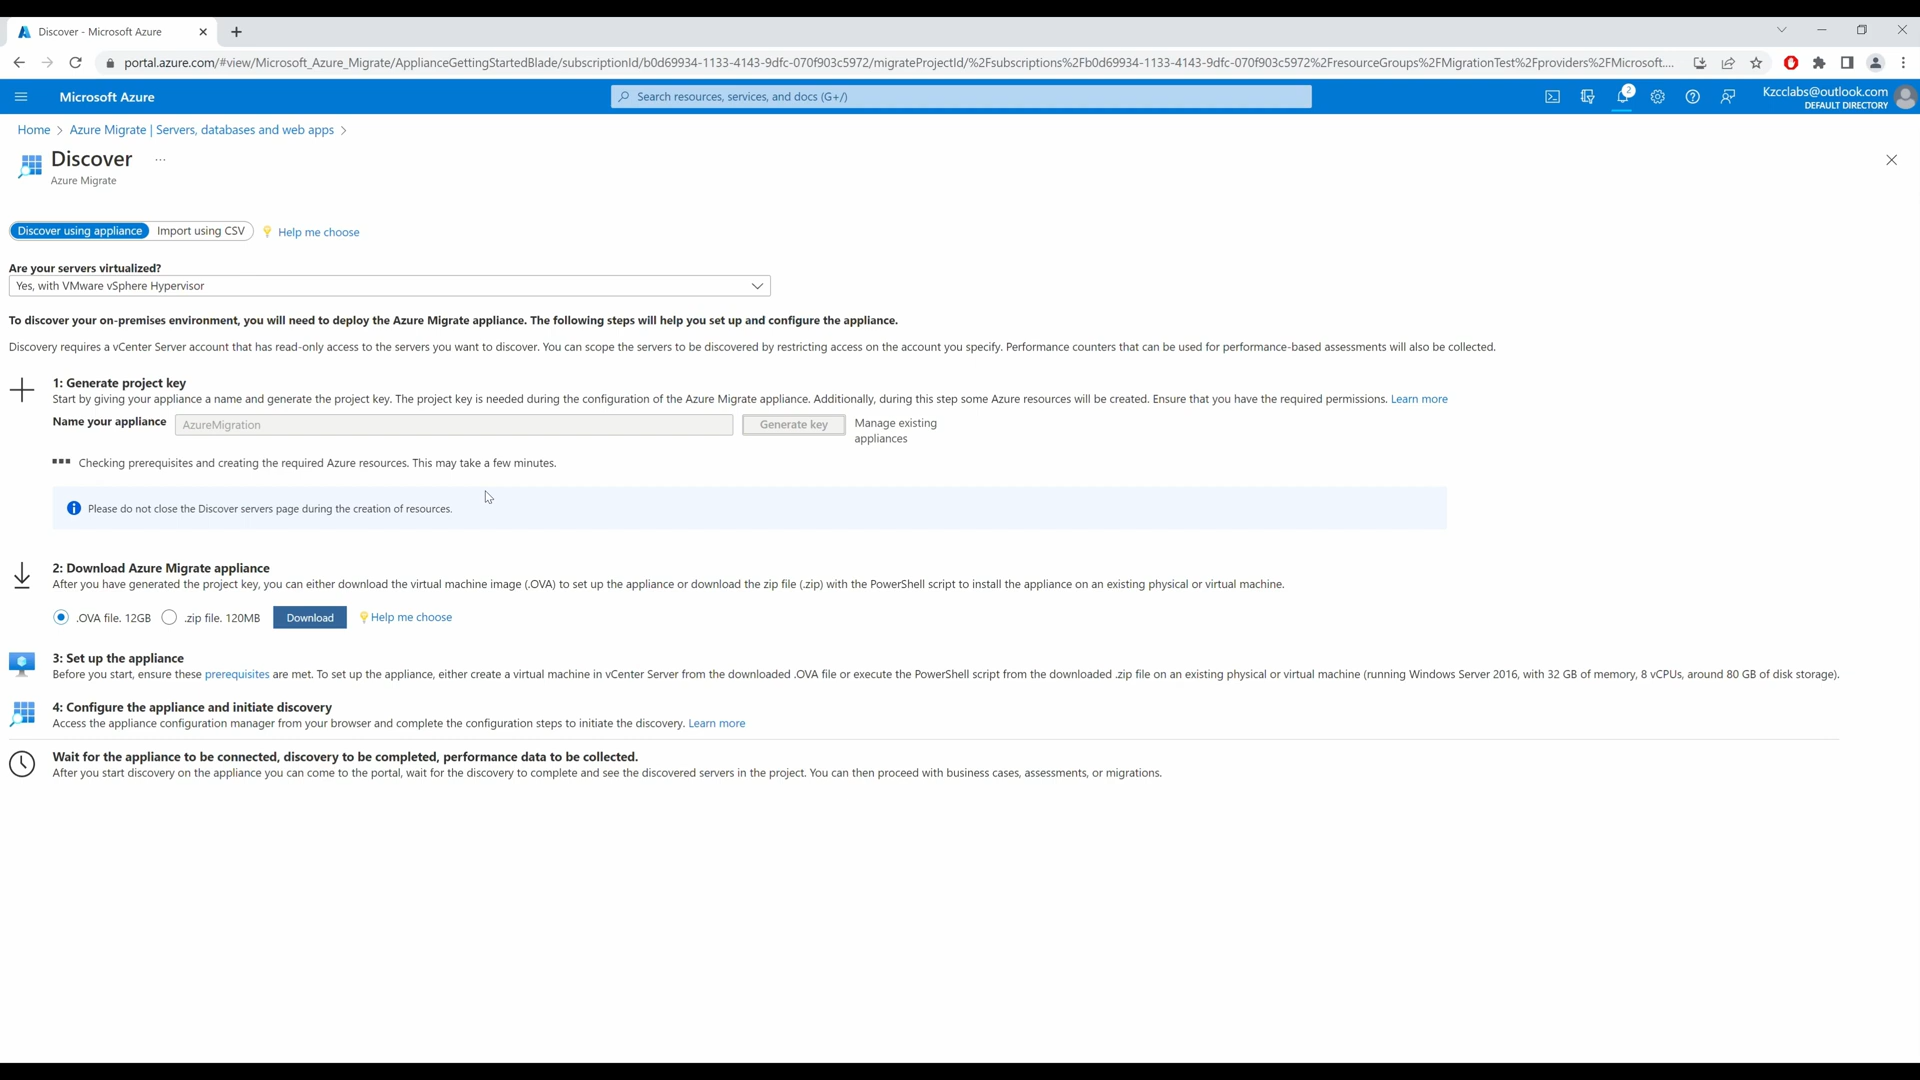 Discover - Microsoft Azure
portal.azure.com/#view/Microsoft_Azure_Migrate/ApplianceGettingStartedBlade/subscriptionId/b0d69934-1133-4143-9dfc-070f903c5972/migrateProjectId/%2Fsubscriptions%2Fb0d69934-1133-4143-9dfc-070f903c5972%2FresourceGroups%2FMigrationTest%2Fproviders%2FMicrosoft....
Microsoft Azure
Search resources, services, and docs (G+/)
2
Kzcclabs@outlook.com
DEFAULT DIRECTORY
Home > Azure Migrate | Servers, databases and web apps >
Discover ...
Azure Migrate
Discover using appliance Import using CSV Help me choose
Are your servers virtualized?
Yes, with VMware vSphere Hypervisor
To discover your on-premises environment, you will need to deploy the Azure Migrate appliance. The following steps will help you set up and configure the appliance.
Discovery requires a vCenter Server account that has read-only access to the servers you want to discover. You can scope the servers to be discovered by restricting access on the account you specify. Performance counters that can be used for performance-based assessments will also be collected.
1: Generate project key
Start by giving your appliance a name and generate the project key. The project key is needed during the configuration of the Azure Migrate appliance. Additionally, during this step some Azure resources will be created. Ensure that you have the required permissions. Learn more
Name your appliance AzureMigration Generate key Manage existing
appliances
Checking prerequisites and creating the required Azure resources. This may take a few minutes.
Please do not close the Discover servers page during the creation of resources.
2: Download Azure Migrate appliance
After you have generated the project key, you can either download the virtual machine image (.OVA) to set up the appliance or download the zip file (.zip) with the PowerShell script to install the appliance on an existing physical or virtual machine.
.OVA file. 12GB .zip file. 120MB Download Help me choose
3: Set up the appliance
Before you start, ensure these prerequisites are met. To set up the appliance, either create a virtual machine in vCenter Server from the downloaded .OVA file or execute the PowerShell script from the downloaded .zip file on an existing physical or virtual machine (running Windows Server 2016, with 32 GB of memory, 8 vCPUs, around 80 GB of disk storage).
4: Configure the appliance and initiate discovery
Access the appliance configuration manager from your browser and complete the configuration steps to initiate the discovery. Learn more
Wait for the appliance to be connected, discovery to be completed, performance data to be collected.
After you start discovery on the appliance you can come to the portal, wait for the discovery to complete and see the discovered servers in the project. You can then proceed with business cases, assessments, or migrations.